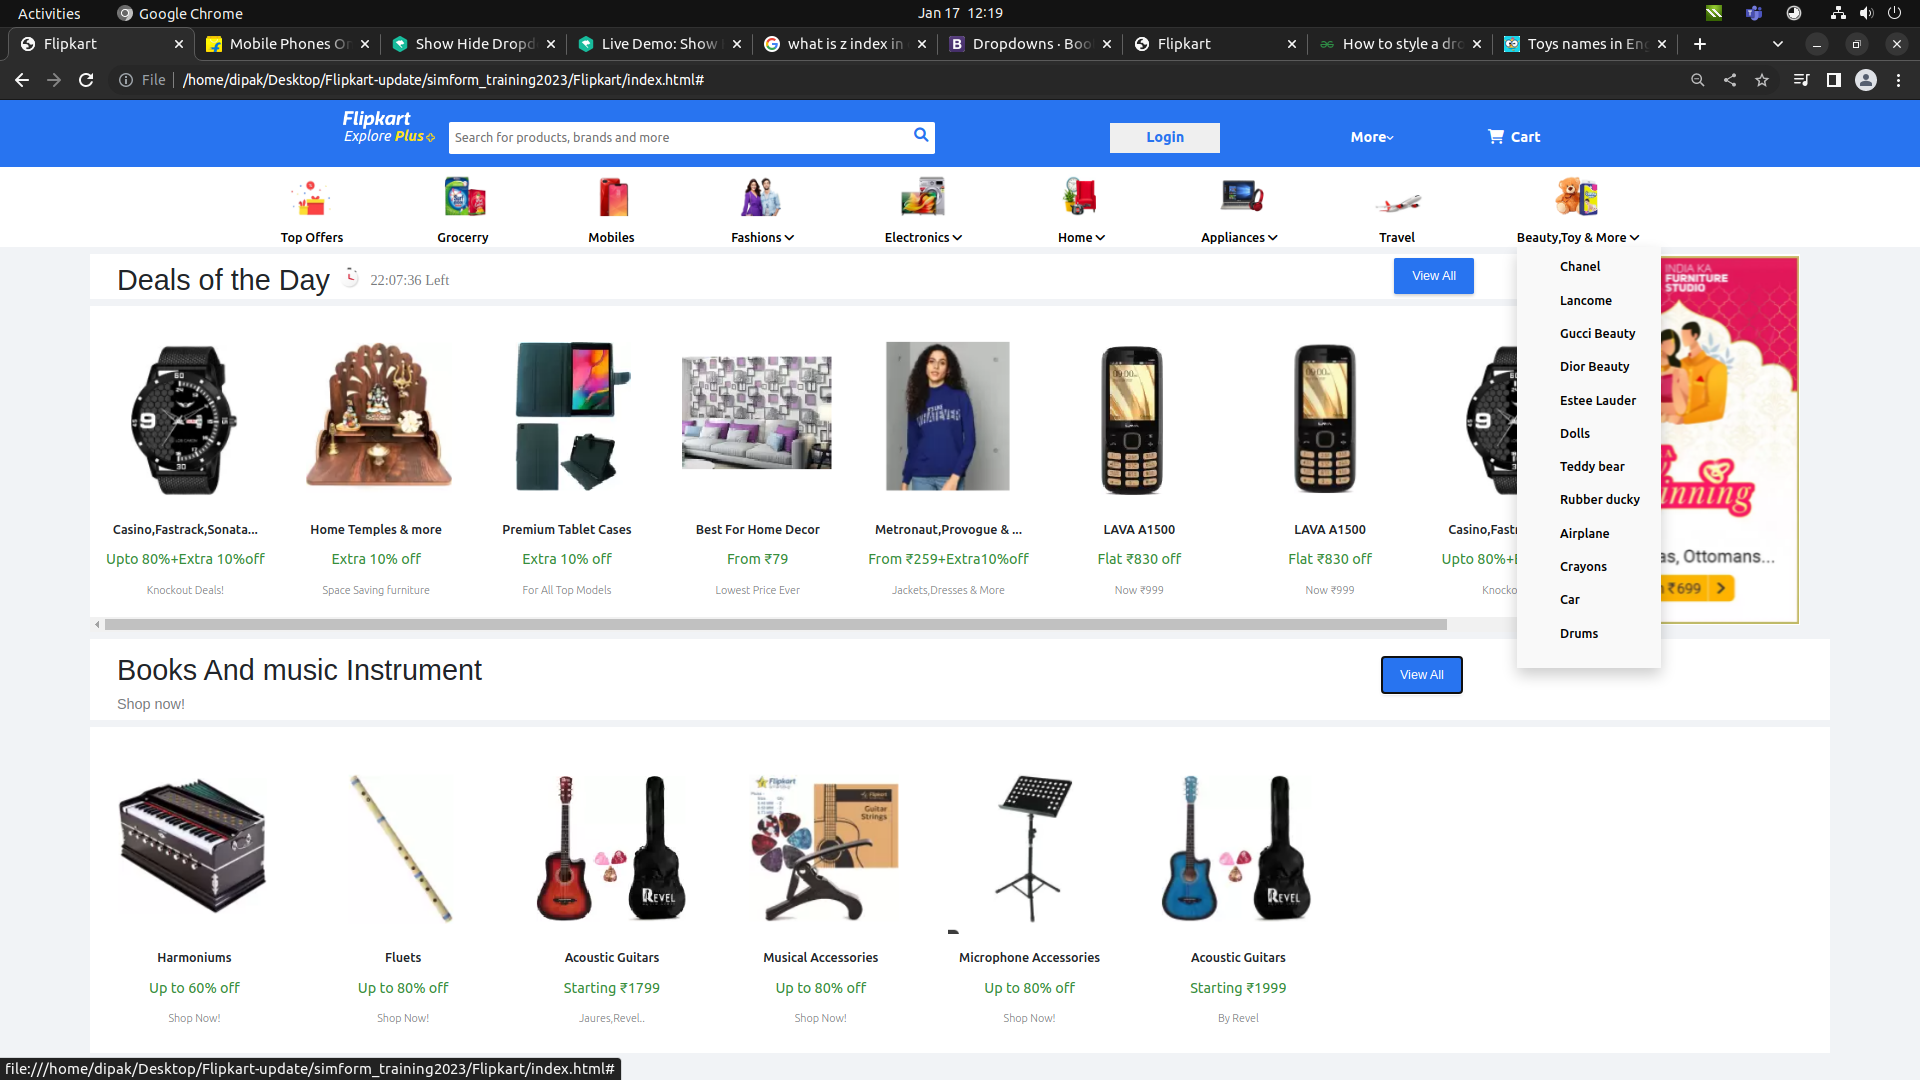 Activities
Google Chrome
Jan 17 12:19
Flipkart
Mobile Phones On
Show Hide Dropd
Live Demo: Show
what is z index in
Dropdowns · Boo
Flipkart
How to style a dro
Toys names in Eng
File
/home/dipak/Desktop/Flipkart-update/simform_training2023/Flipkart/index.html#
Flipkart
Explore Plus
Search for products, brands and more
Login
More
Cart
Top Offers
Grocerry
Mobiles
Fashions
Electronics
Home
Appliances
Travel
Beauty,Toy & More
Chanel
Lancome
Gucci Beauty
Dior Beauty
Estee Lauder
Dolls
Teddy bear
Rubber ducky
Airplane
Crayons
Car
Drums
Deals of the Day
22:07:36 Left
View All
INDIA KA
FURNITURE
STUDIO
inning
as, Ottomans...
₹699
Casino,Fastrack,Sonata...
Upto 80%+Extra 10%off
Knockout Deals!
Home Temples & more
Extra 10% off
Space Saving furniture
Premium Tablet Cases
Extra 10% off
For All Top Models
Best For Home Decor
From ₹79
Lowest Price Ever
Metronaut,Provogue & ...
From ₹259+Extra10%off
Jackets,Dresses & More
LAVA A1500
Flat ₹830 off
Now ₹999
LAVA A1500
Flat ₹830 off
Now ₹999
Casino,Fast
Upto 80%+
Knocko
Books And music Instrument
Shop now!
View All
REVEL
Flipkart
Guitar
Strings
REVEL
Harmoniums
Up to 60% off
Shop Now!
Fluets
Up to 80% off
Shop Now!
Acoustic Guitars
Starting ₹1799
Jaures,Revel..
Musical Accessories
Up to 80% off
Shop Now!
Microphone Accessories
Up to 80% off
Shop Now!
Acoustic Guitars
Starting ₹1999
By Revel
file:///home/dipak/Desktop/Flipkart-update/simform_training2023/Flipkart/index.html#